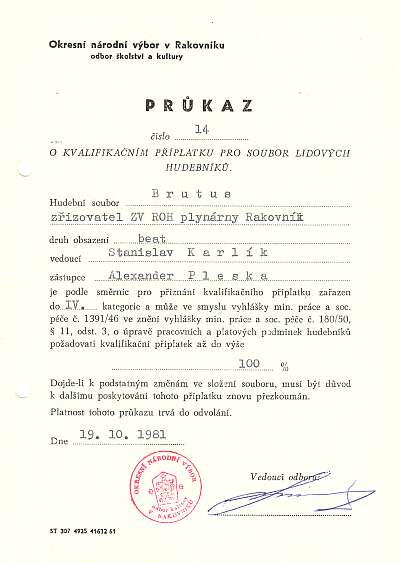 Okresní národní výbor v Rakovníku
odbor školství a kultury
PRŮKAZ
číslo 14
O KVALIFIKAČNÍM PŘÍPLATKU PRO SOUBOR LIDOVÝCH
HUDEBNÍKŮ.
Hudební soubor Brutus
zřizovatel ZV ROH plynárny Rakovník
druh obsazení beat
vedoucí Stanislav Karlík
zástupce Alexander Pleska
je podle směrnic pro přiznání kvalifikačního příplatku zařazen
do IV. kategorie a může ve smyslu vyhlášky min. práce a soc.
péče č. 1391/46 ve znění vyhlášky min. práce a soc. péče č. 180/50,
§ 11, odst. 3, o úpravě pracovních a platových podmínek hudebníků
požadovati kvalifikační příplatek až do výše
100 %
Dojde-li k podstatným změnám ve složení souboru, musí být důvod
k dalšímu poskytování tohoto příplatku znovu přezkoumán.
Platnost tohoto průkazu trvá do odvolání.
Dne 19. 10. 1981
OKRESNÍ NÁRODNÍ VÝBOR
odbor kultury
V RAKOVNÍKU
Vedoucí odboru:
ST 307 4925 41632 61